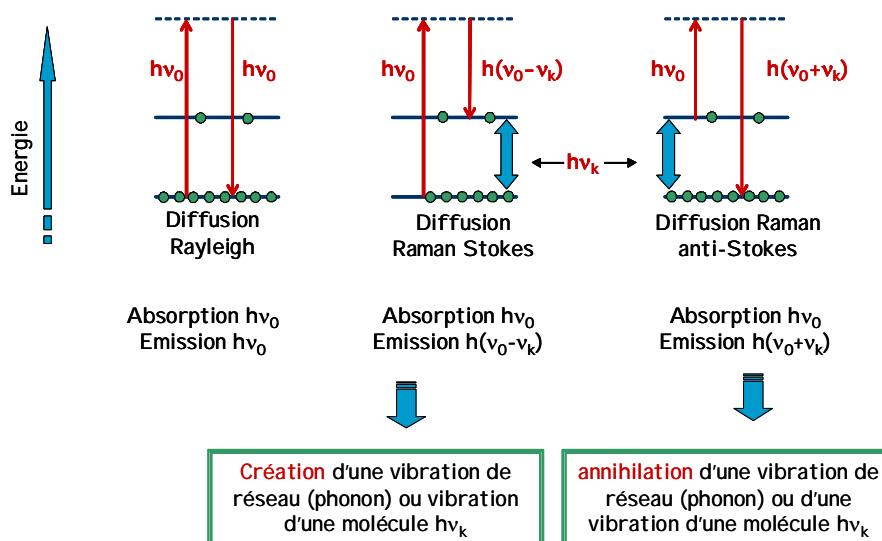 Energie
hν₀
hν₀
Diffusion
Rayleigh
Absorption hν₀
Emission hν₀
hν₀
h(ν₀-νₖ)
Diffusion
Raman Stokes
Absorption hν₀
Emission h(ν₀-νₖ)
hνₖ
hν₀
h(ν₀+νₖ)
Diffusion Raman
anti-Stokes
Absorption hν₀
Emission h(ν₀+νₖ)
Création d'une vibration de
réseau (phonon) ou vibration
d'une molécule hνₖ
annihilation d'une vibration de
réseau (phonon) ou d'une
vibration d'une molécule hνₖ